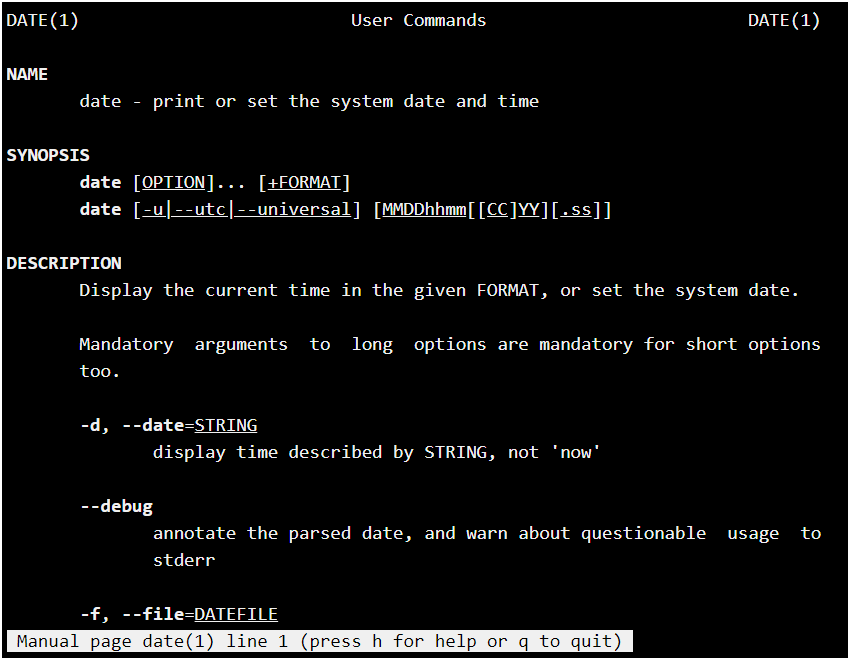 DATE(1) User Commands DATE(1)
NAME
date - print or set the system date and time
SYNOPSIS
date [OPTION]... [+FORMAT]
date [-u|--utc|--universal] [MMDDhhmm[[CC]YY][.ss]]
DESCRIPTION
Display the current time in the given FORMAT, or set the system date.
Mandatory arguments to long options are mandatory for short options
too.
-d, --date=STRING
display time described by STRING, not 'now'
--debug
annotate the parsed date, and warn about questionable usage to
stderr
-f, --file=DATEFILE
Manual page date(1) line 1 (press h for help or q to quit)